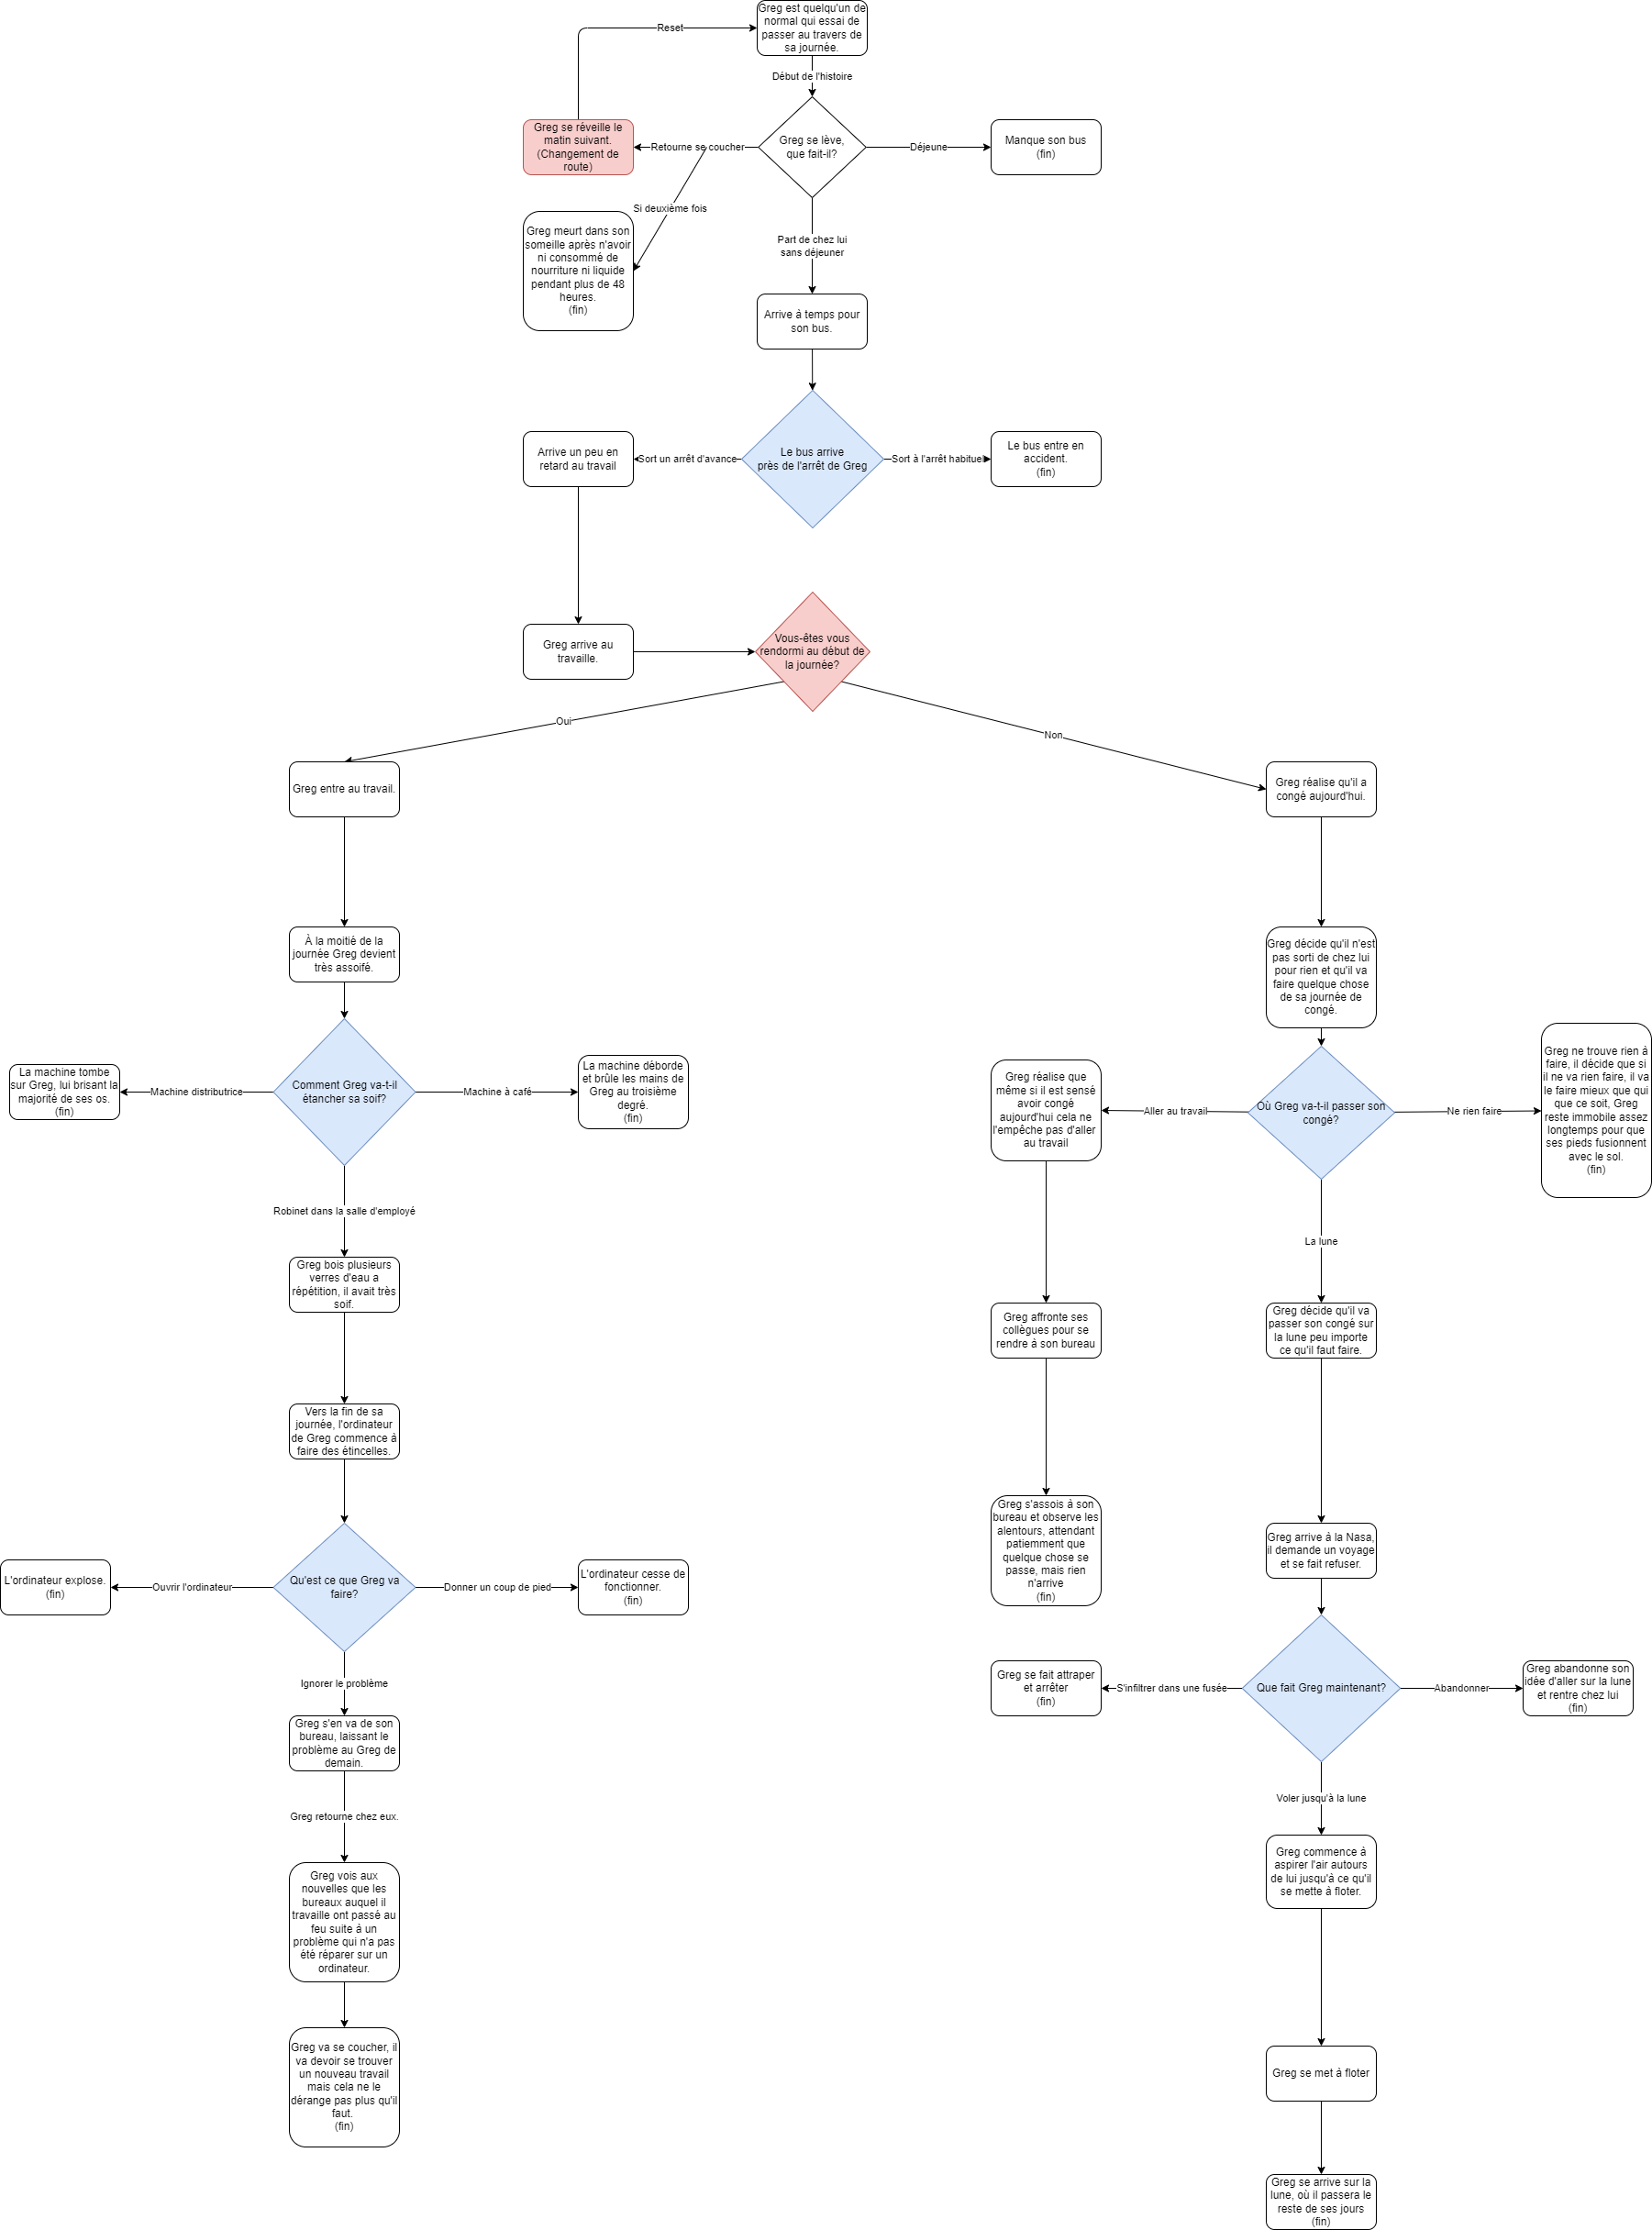 Greg est quelqu'un de
normal qui essai de
passer au travers de
sa journée.
Reset
Début de l'histoire
Greg se réveille le
matin suivant.
(Changement de
route)
Retourne se coucher
Greg se lève,
que fait-il?
Déjeune
Manque son bus
(fin)
Si deuxième fois
Greg meurt dans son
someille après n'avoir
ni consommé de
nourriture ni liquide
pendant plus de 48
heures.
(fin)
Part de chez lui
sans déjeuner
Arrive à temps pour
son bus.
Arrive un peu en
retard au travail
Sort un arrêt d'avance
Le bus arrive
près de l'arrêt de Greg
Sort à l'arrêt habituel
Le bus entre en
accident.
(fin)
Greg arrive au
travaille.
Vous-êtes vous
rendormi au début de
la journée?
Oui
Non
Greg entre au travail.
Greg réalise qu'il a
congé aujourd'hui.
À la moitié de la
journée Greg devient
très assoifé.
Greg décide qu'il n'est
pas sorti de chez lui
pour rien et qu'il va
faire quelque chose
de sa journée de
congé.
La machine tombe
sur Greg, lui brisant la
majorité de ses os.
(fin)
Machine distributrice
Comment Greg va-t-il
étancher sa soif?
Machine à café
La machine déborde
et brûle les mains de
Greg au troisième
degré.
(fin)
Greg réalise que
même si il est sensé
avoir congé
aujourd'hui cela ne
l'empêche pas d'aller
au travail
Aller au travail
Où Greg va-t-il passer son
congé?
Ne rien faire
Greg ne trouve rien à
faire, il décide que si
il ne va rien faire, il va
le faire mieux que qui
que ce soit, Greg
reste immobile assez
longtemps pour que
ses pieds fusionnent
avec le sol.
(fin)
Robinet dans la salle d'employé
La lune
Greg bois plusieurs
verres d'eau a
répétition, il avait très
soif.
Greg affronte ses
collègues pour se
rendre à son bureau
Greg décide qu'il va
passer son congé sur
la lune peu importe
ce qu'il faut faire.
Vers la fin de sa
journée, l'ordinateur
de Greg commence à
faire des étincelles.
Greg s'assois à son
bureau et observe les
alentours, attendant
patiemment que
quelque chose se
passe, mais rien
n'arrive
(fin)
Greg arrive à la Nasa,
il demande un voyage
et se fait refuser.
L'ordinateur explose.
(fin)
Ouvrir l'ordinateur
Qu'est ce que Greg va
faire?
Donner un coup de pied
L'ordinateur cesse de
fonctionner.
(fin)
Ignorer le problème
Greg se fait attraper
et arrêter
(fin)
S'infiltrer dans une fusée
Que fait Greg maintenant?
Abandonner
Greg abandonne son
idée d'aller sur la lune
et rentre chez lui
(fin)
Greg s'en va de son
bureau, laissant le
problème au Greg de
demain.
Voler jusqu'à la lune
Greg retourne chez eux.
Greg commence à
aspirer l'air autours
de lui jusqu'à ce qu'il
se mette à floter.
Greg vois aux
nouvelles que les
bureaux auquel il
travaille ont passé au
feu suite à un
problème qui n'a pas
été réparer sur un
ordinateur.
Greg va se coucher, il
va devoir se trouver
un nouveau travail
mais cela ne le
dérange pas plus qu'il
faut.
(fin)
Greg se met à floter
Greg se arrive sur la
lune, où il passera le
reste de ses jours
(fin)